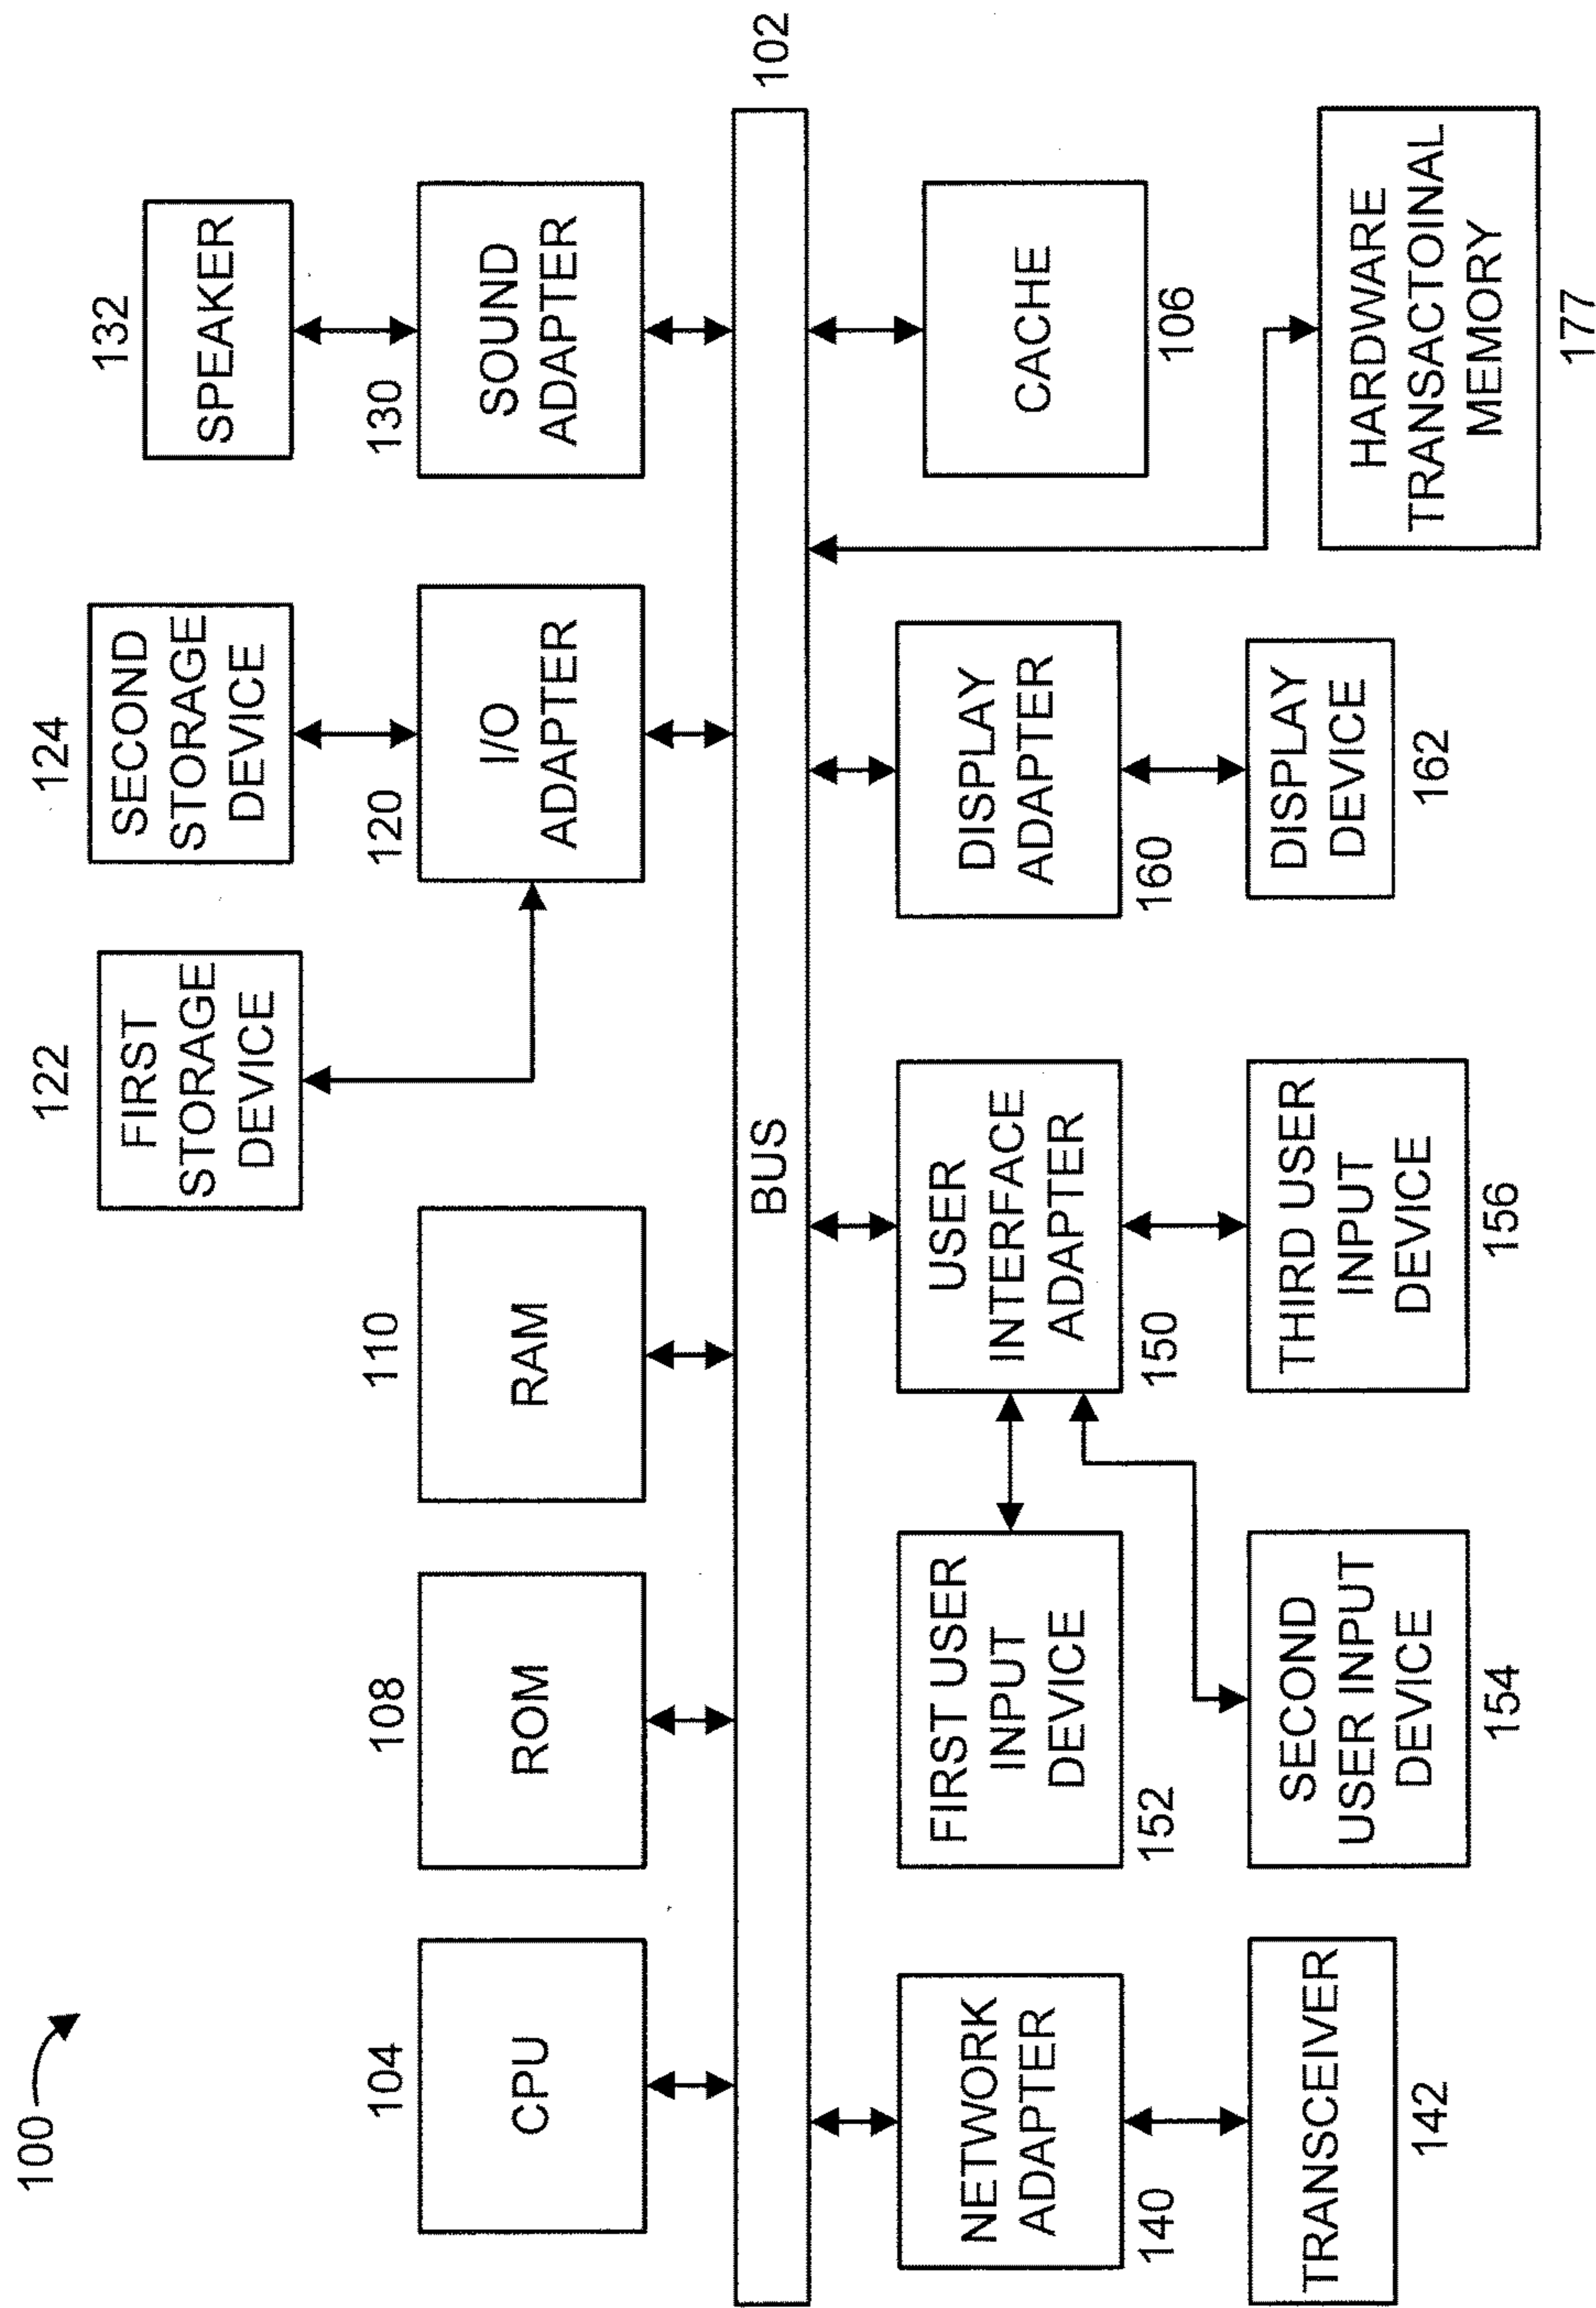 100
104
CPU
108
ROM
110
RAM
122
FIRST
STORAGE
DEVICE
124
SECOND
STORAGE
DEVICE
120
I/O
ADAPTER
132
SPEAKER
130
SOUND
ADAPTER
BUS
102
NETWORK
ADAPTER
140
TRANSCEIVER
142
FIRST USER
INPUT
DEVICE
152
SECOND
USER INPUT
DEVICE
154
USER
INTERFACE
ADAPTER
150
THIRD USER
INPUT
DEVICE
156
DISPLAY
ADAPTER
160
DISPLAY
DEVICE
162
CACHE
106
HARDWARE
TRANSACTOINAL
MEMORY
177